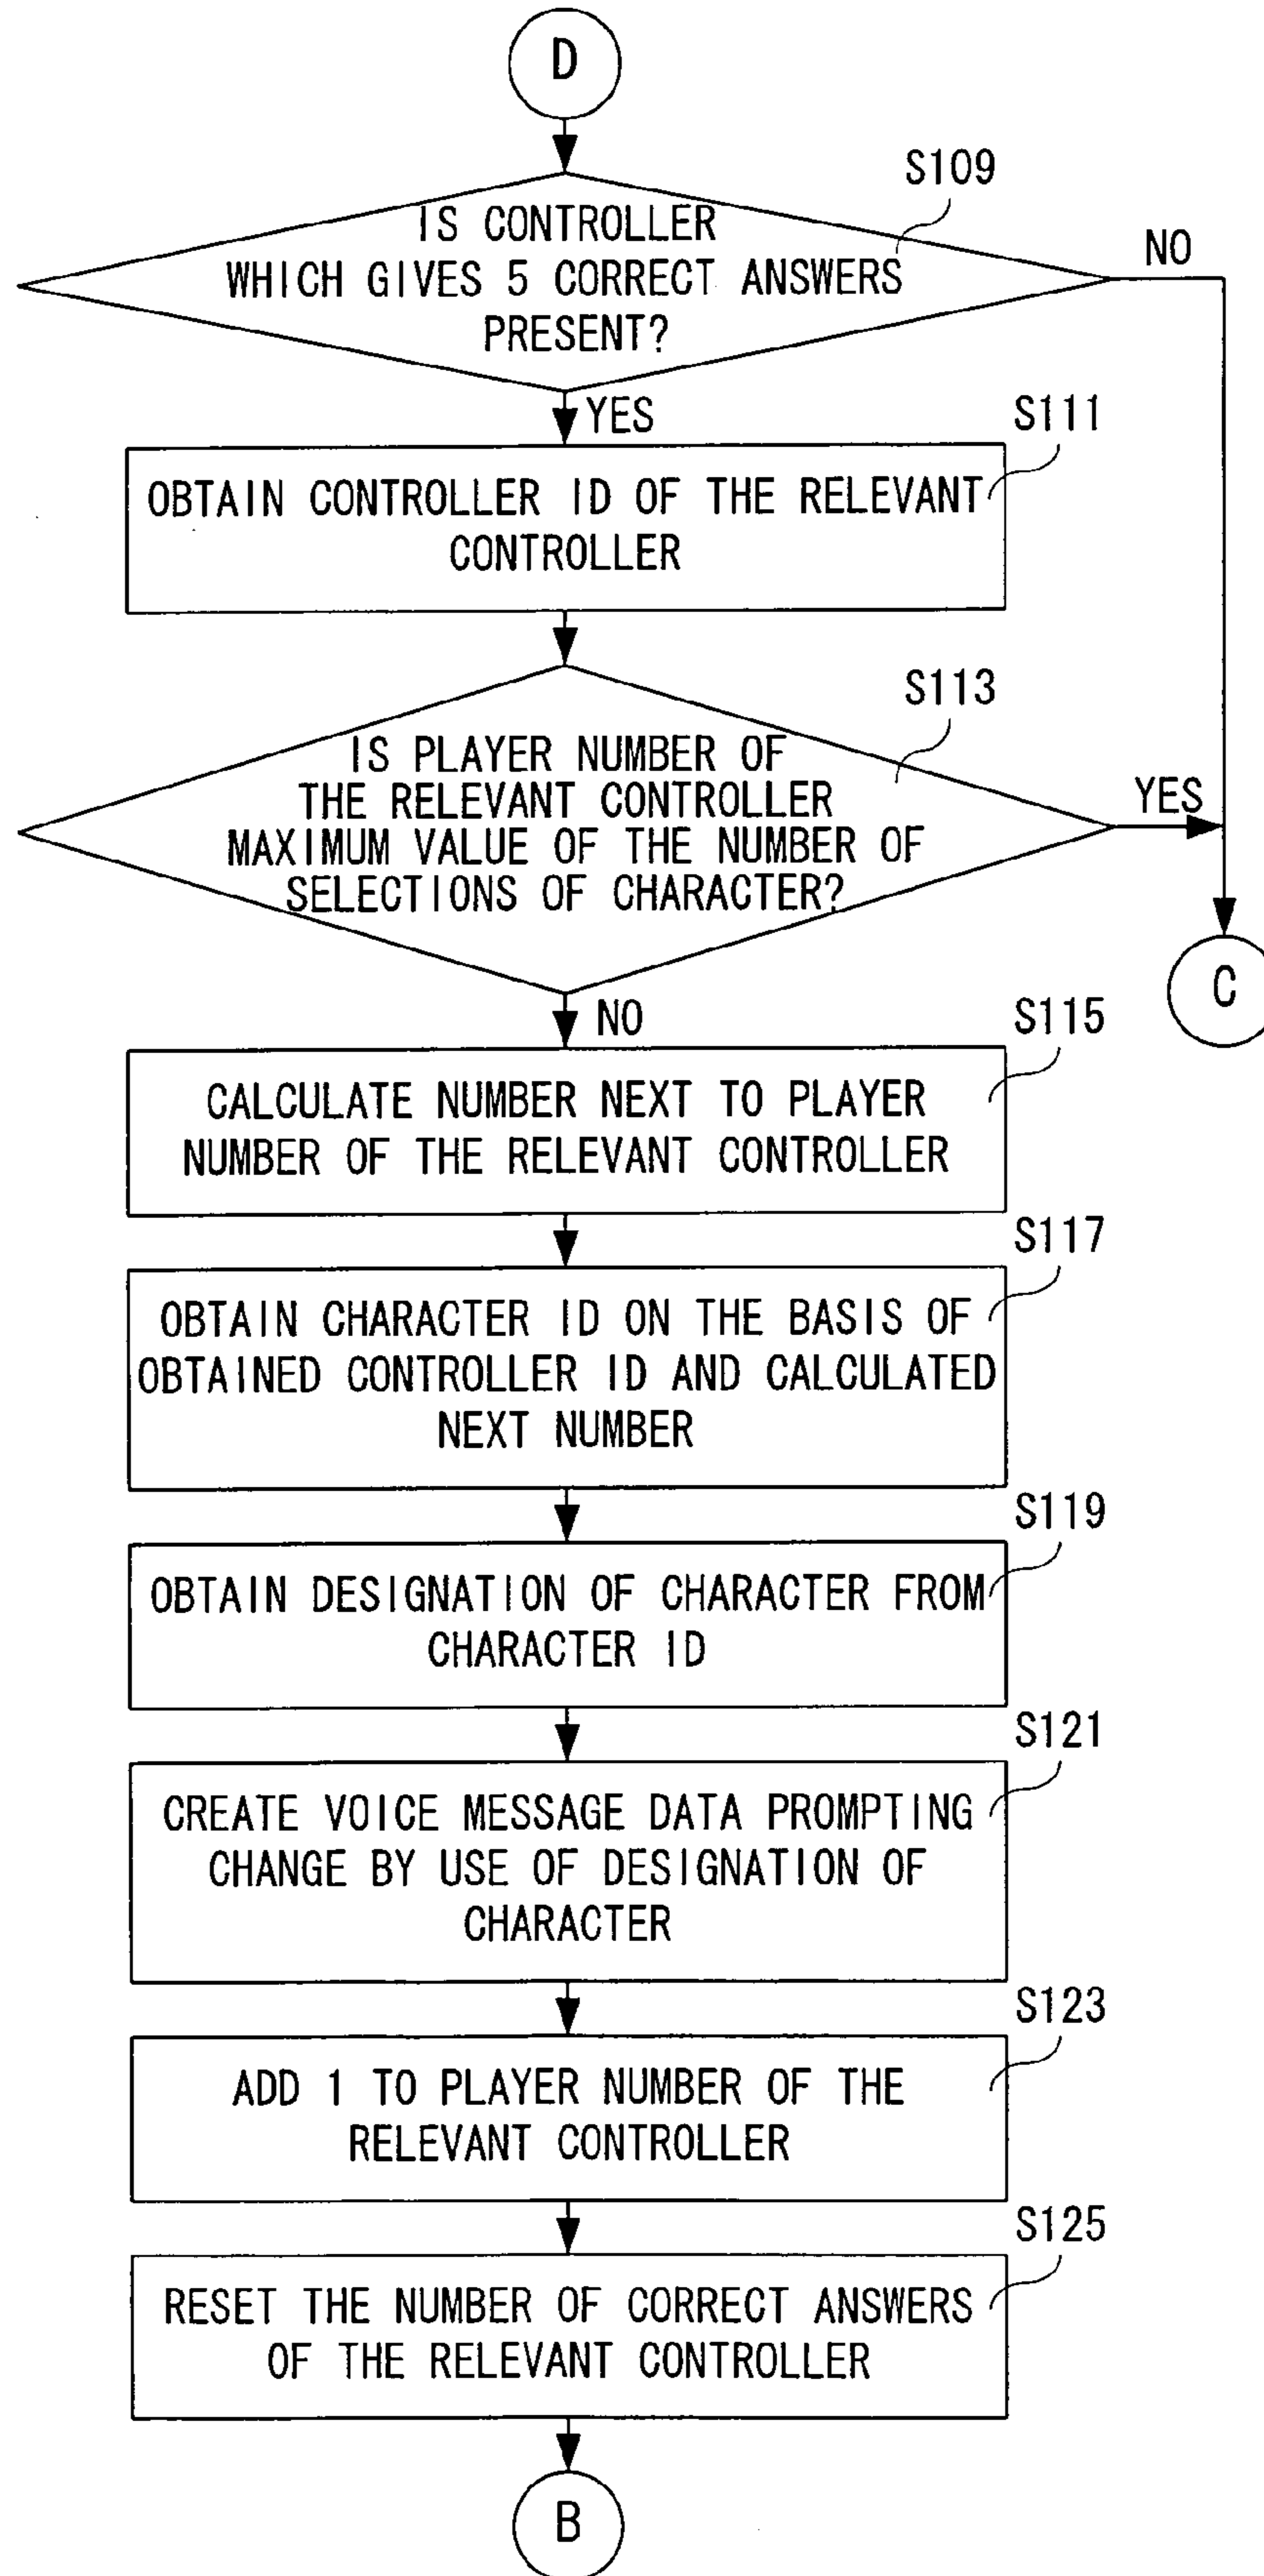 D
S109
IS CONTROLLER
WHICH GIVES 5 CORRECT ANSWERS
PRESENT?
NO
YES
S111
OBTAIN CONTROLLER ID OF THE RELEVANT
CONTROLLER
S113
IS PLAYER NUMBER OF
THE RELEVANT CONTROLLER
MAXIMUM VALUE OF THE NUMBER OF
SELECTIONS OF CHARACTER?
YES
C
NO
S115
CALCULATE NUMBER NEXT TO PLAYER
NUMBER OF THE RELEVANT CONTROLLER
S117
OBTAIN CHARACTER ID ON THE BASIS OF
OBTAINED CONTROLLER ID AND CALCULATED
NEXT NUMBER
S119
OBTAIN DESIGNATION OF CHARACTER FROM
CHARACTER ID
S121
CREATE VOICE MESSAGE DATA PROMPTING
CHANGE BY USE OF DESIGNATION OF
CHARACTER
S123
ADD 1 TO PLAYER NUMBER OF THE
RELEVANT CONTROLLER
S125
RESET THE NUMBER OF CORRECT ANSWERS
OF THE RELEVANT CONTROLLER
B